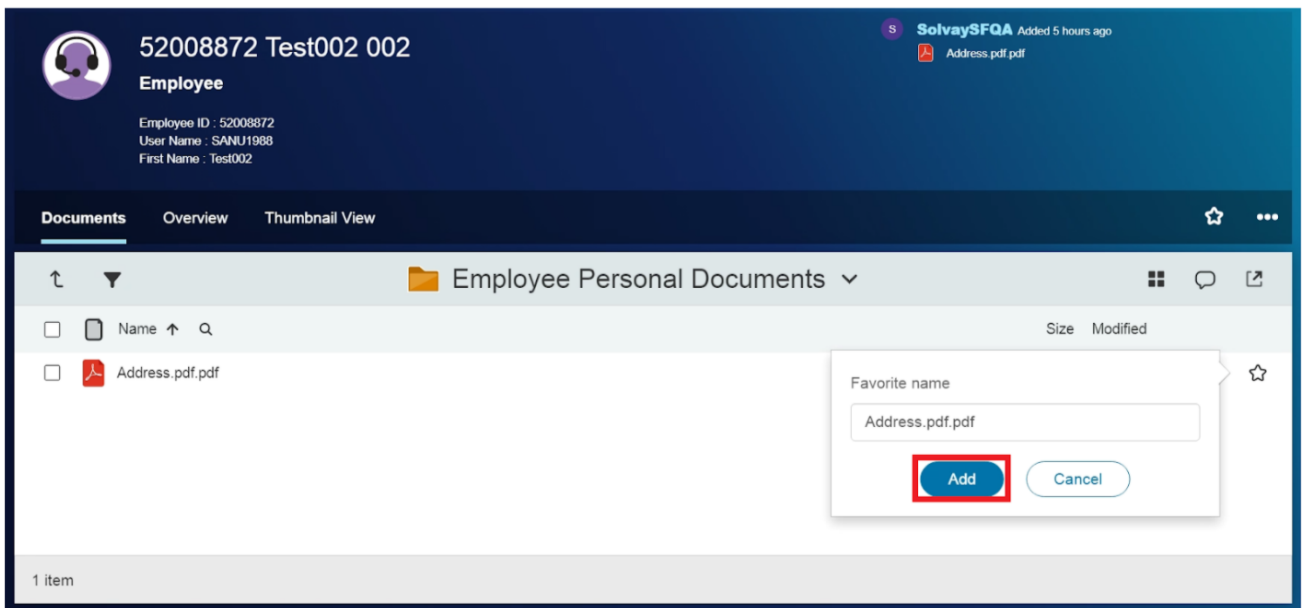 52008872 Test002 002
Employee
Employee ID : 52008872
User Name : SANU1988
First Name : Test002
S SolvaySFQA Added 5 hours ago
Address.pdf.pdf
Documents Overview Thumbnail View
Employee Personal Documents
Name Size Modified
Address.pdf.pdf
Favorite name
Address.pdf.pdf
Add Cancel
1 item